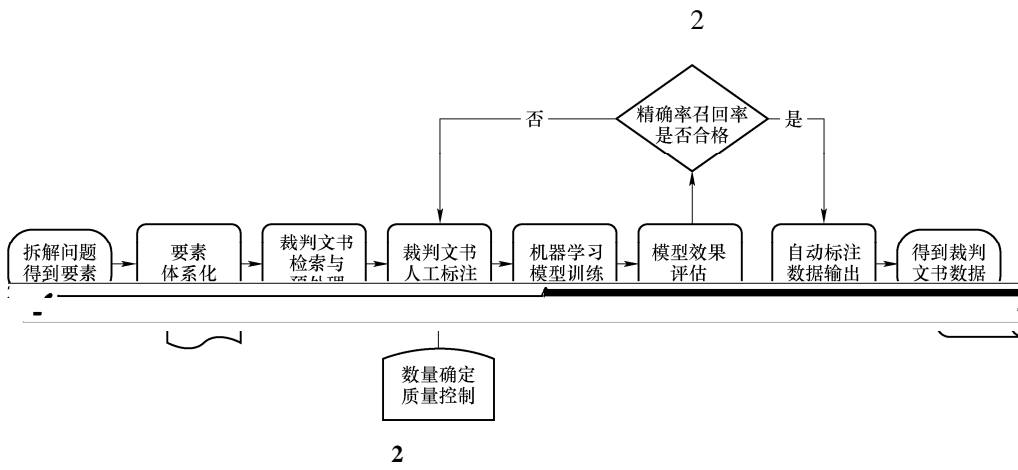 2
精确率召回率
是否合格
否
是
拆解问题
得到要素
要素
体系化
裁判文书
检索与
预处理
裁判文书
人工标注
机器学习
模型训练
模型效果
评估
自动标注
数据输出
得到裁判
文书数据
数量确定
质量控制
2